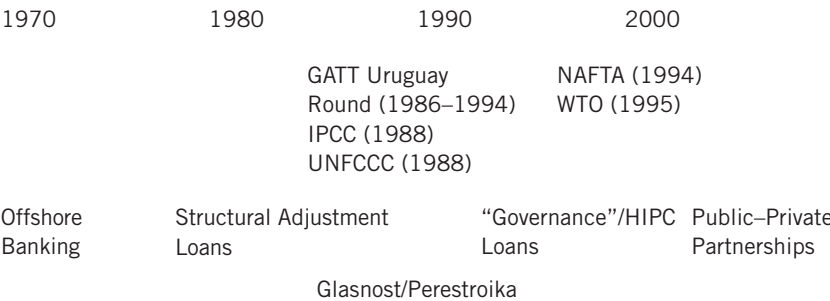 1970 1980 1990 2000
GATT Uruguay NAFTA (1994)
Round (1986–1994) WTO (1995)
IPCC (1988)
UNFCCC (1988)
Offshore Structural Adjustment “Governance”/HIPC Public–Private
Banking Loans Loans Partnerships
Glasnost/Perestroika